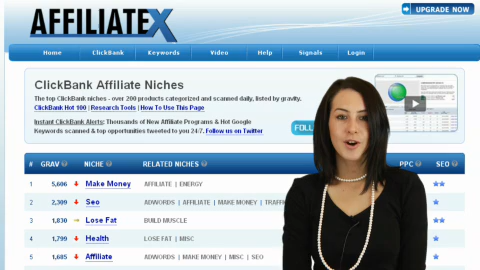 AFFILIATEX
UPGRADE NOW
Home ClickBank Keywords Video Help Signals Login
ClickBank Affiliate Niches
The top ClickBank niches - over 200 products categorized and scanned daily, listed by gravity.
ClickBank Hot 100 | Research Tools | How To Use This Page
Instant ClickBank Alerts: Thousands of New Affiliate Programs & Hot Google
Keywords scanned & top opportunities tweeted to you 24/7. Follow us on Twitter
FOLL
# GRAV NICHE RELATED NICHES PPC SEO
1 5,606 Make Money AFFILIATE | ENERGY
2 2,309 Seo ADWORDS | AFFILIATE | MAKE MONEY | TRAFFI
3 1,830 Lose Fat BUILD MUSCLE
4 1,799 Health LOSE FAT | MISC
5 1,685 Affiliate ADWORDS | MAKE MONEY | MISC | SEO